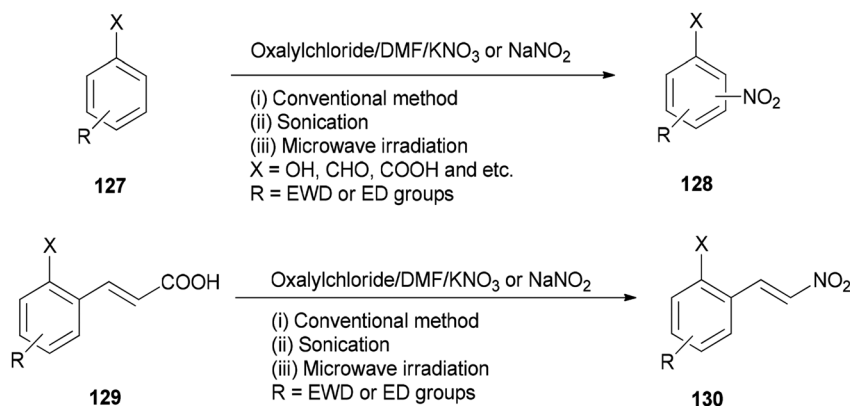 X
R
127
Oxalylchloride/DMF/KNO3 or NaNO2
(i) Conventional method
(ii) Sonication
(iii) Microwave irradiation
X = OH, CHO, COOH and etc.
R = EWD or ED groups
X
NO2
R
128
X
COOH
R
129
Oxalylchloride/DMF/KNO3 or NaNO2
(i) Conventional method
(ii) Sonication
(iii) Microwave irradiation
R = EWD or ED groups
X
NO2
R
130